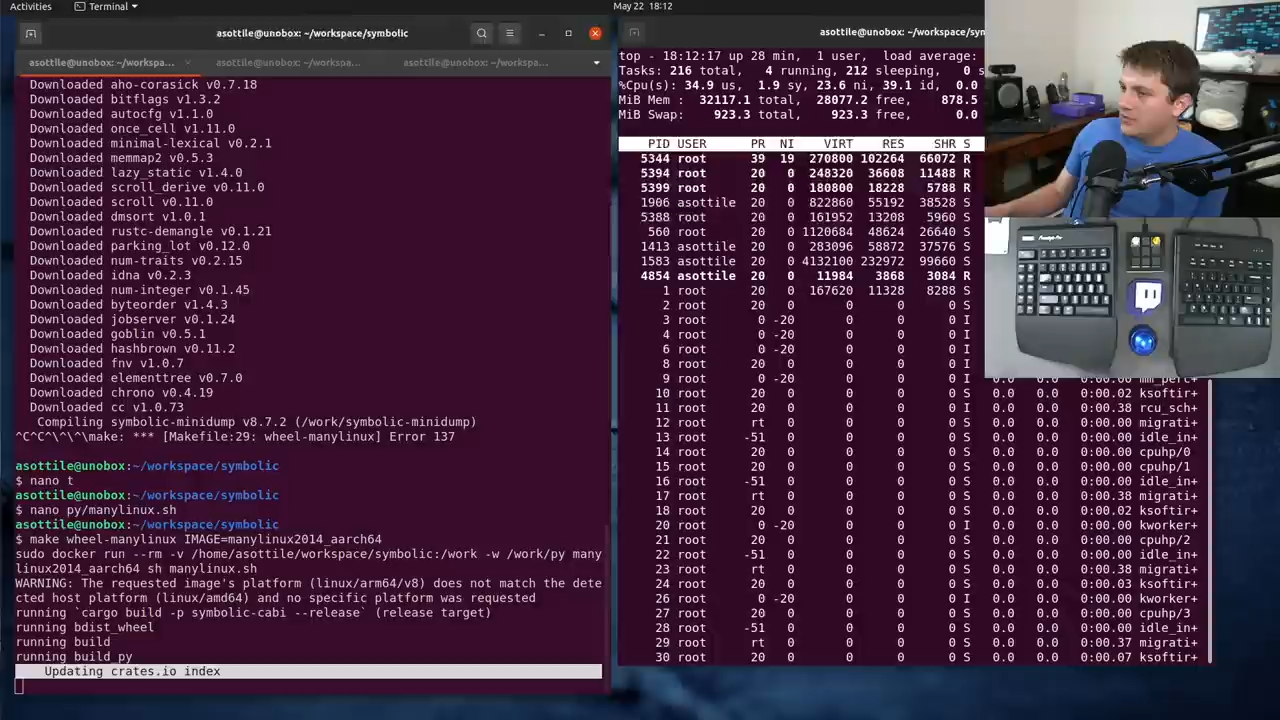 Activities
Terminal
May 22 18:12
asottile@unobox: ~/workspace/symbolic
asottile@unobox: ~/workspa...
asottile@unobox: ~/workspa...
asottile@unobox: ~/workspa...
Downloaded aho-corasick v0.7.18
Downloaded bitflags v1.3.2
Downloaded autocfg v1.1.0
Downloaded once_cell v1.11.0
Downloaded minimal-lexical v0.2.1
Downloaded memmap2 v0.5.3
Downloaded lazy_static v1.4.0
Downloaded scroll_derive v0.11.0
Downloaded scroll v0.11.0
Downloaded dmsort v1.0.1
Downloaded rustc-demangle v0.1.21
Downloaded parking_lot v0.12.0
Downloaded num-traits v0.2.15
Downloaded idna v0.2.3
Downloaded num-integer v0.1.45
Downloaded byteorder v1.4.3
Downloaded jobserver v0.1.24
Downloaded goblin v0.5.1
Downloaded hashbrown v0.11.2
Downloaded fnv v1.0.7
Downloaded elementtree v0.7.0
Downloaded chrono v0.4.19
Downloaded cc v1.0.73
Compiling symbolic-minidump v8.7.2 (/work/symbolic-minidump)
^C^C^\^\^\make: *** [Makefile:29: wheel-manylinux] Error 137
asottile@unobox:~/workspace/symbolic
$ nano t
asottile@unobox:~/workspace/symbolic
$ nano py/manylinux.sh
asottile@unobox:~/workspace/symbolic
$ make wheel-manylinux IMAGE=manylinux2014_aarch64
sudo docker run --rm -v /home/asottile/workspace/symbolic:/work -w /work/py many
linux2014_aarch64 sh manylinux.sh
WARNING: The requested image's platform (linux/arm64/v8) does not match the dete
cted host platform (linux/amd64) and no specific platform was requested
running `cargo build -p symbolic-cabi --release` (release target)
running bdist_wheel
running build
running build_py
Updating crates.io index
asottile@unobox: ~/workspace/sym
top - 18:12:17 up 28 min, 1 user, load average:
Tasks: 216 total, 4 running, 212 sleeping, 0 s
%Cpu(s): 34.9 us, 1.9 sy, 23.6 ni, 39.1 id, 0.0
MiB Mem : 32117.1 total, 28077.2 free, 878.5
MiB Swap: 923.3 total, 923.3 free, 0.0
PID USER PR NI VIRT RES SHR S
5344 root 39 19 270800 102264 66072 R
5394 root 20 0 248320 36608 11488 R
5399 root 20 0 180800 18228 5788 R
1906 asottile 20 0 822860 55192 38528 S
5388 root 20 0 161952 13208 5960 S
560 root 20 0 1120684 48624 26640 S
1413 asottile 20 0 283096 58872 37576 S
1583 asottile 20 0 4132100 232972 99660 S
4854 asottile 20 0 11984 3868 3084 R
1 root 20 0 167620 11328 8288 S
2 root 20 0 0 0 0 S
3 root 0 -20 0 0 0 I
4 root 0 -20 0 0 0 I
6 root 0 -20 0 0 0 I
8 root 20 0 0 0 0 I
9 root 0 -20 0 0 0 I 0.0 0.0 0:00.00 mm_perc+
10 root 20 0 0 0 0 S 0.0 0.0 0:00.02 ksoftir+
11 root 20 0 0 0 0 I 0.0 0.0 0:00.38 rcu_sch+
12 root rt 0 0 0 0 S 0.0 0.0 0:00.00 migrati+
13 root -51 0 0 0 0 S 0.0 0.0 0:00.00 idle_in+
14 root 20 0 0 0 0 S 0.0 0.0 0:00.00 cpuhp/0
15 root 20 0 0 0 0 S 0.0 0.0 0:00.00 cpuhp/1
16 root -51 0 0 0 0 S 0.0 0.0 0:00.00 idle_in+
17 root rt 0 0 0 0 S 0.0 0.0 0:00.38 migrati+
18 root 20 0 0 0 0 S 0.0 0.0 0:00.02 ksoftir+
20 root 0 -20 0 0 0 I 0.0 0.0 0:00.00 kworker+
21 root 20 0 0 0 0 S 0.0 0.0 0:00.00 cpuhp/2
22 root -51 0 0 0 0 S 0.0 0.0 0:00.00 idle_in+
23 root rt 0 0 0 0 S 0.0 0.0 0:00.38 migrati+
24 root 20 0 0 0 0 S 0.0 0.0 0:00.03 ksoftir+
26 root 0 -20 0 0 0 I 0.0 0.0 0:00.00 kworker+
27 root 20 0 0 0 0 S 0.0 0.0 0:00.00 cpuhp/3
28 root -51 0 0 0 0 S 0.0 0.0 0:00.00 idle_in+
29 root rt 0 0 0 0 S 0.0 0.0 0:00.37 migrati+
30 root 20 0 0 0 0 S 0.0 0.0 0:00.07 ksoftir+